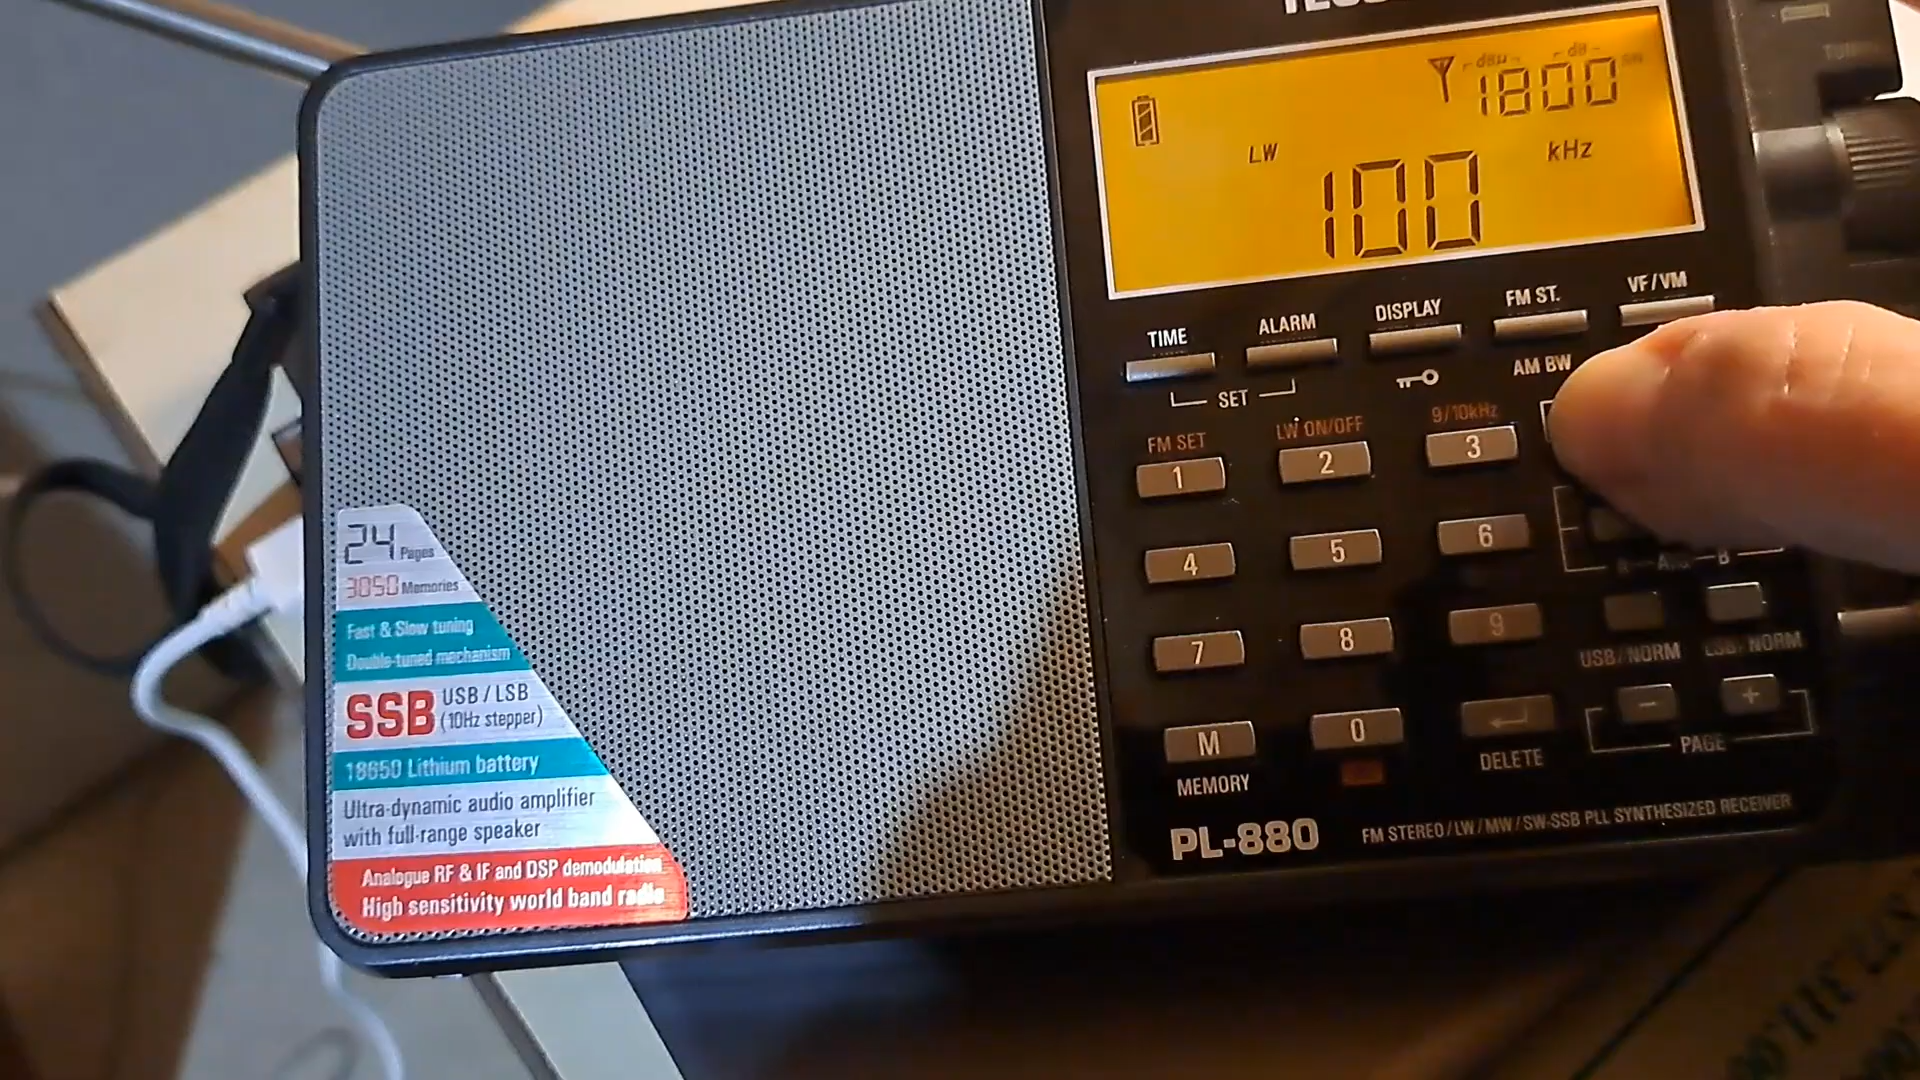 dBµ
dB
1800
LW
kHz
100
TIME
ALARM
DISPLAY
FM ST.
VF/VM
SET
AM BW
FM SET
LW ON/OFF
9/10kHz
1
2
3
4
5
6
7
8
9
M
0
MEMORY
DELETE
USB/NORM
LSB/NORM
-
+
PAGE
PL-880
FM STEREO/LW/MW/SW-SSB PLL SYNTHESIZED RECEIVER
24 Pages
3050 Memories
Fast & Slow tuning
Double-tuned mechanism
SSB USB / LSB
(10Hz stepper)
18650 Lithium battery
Ultra-dynamic audio amplifier
with full-range speaker
Analogue RF & IF and DSP demodulation
High sensitivity world band radio